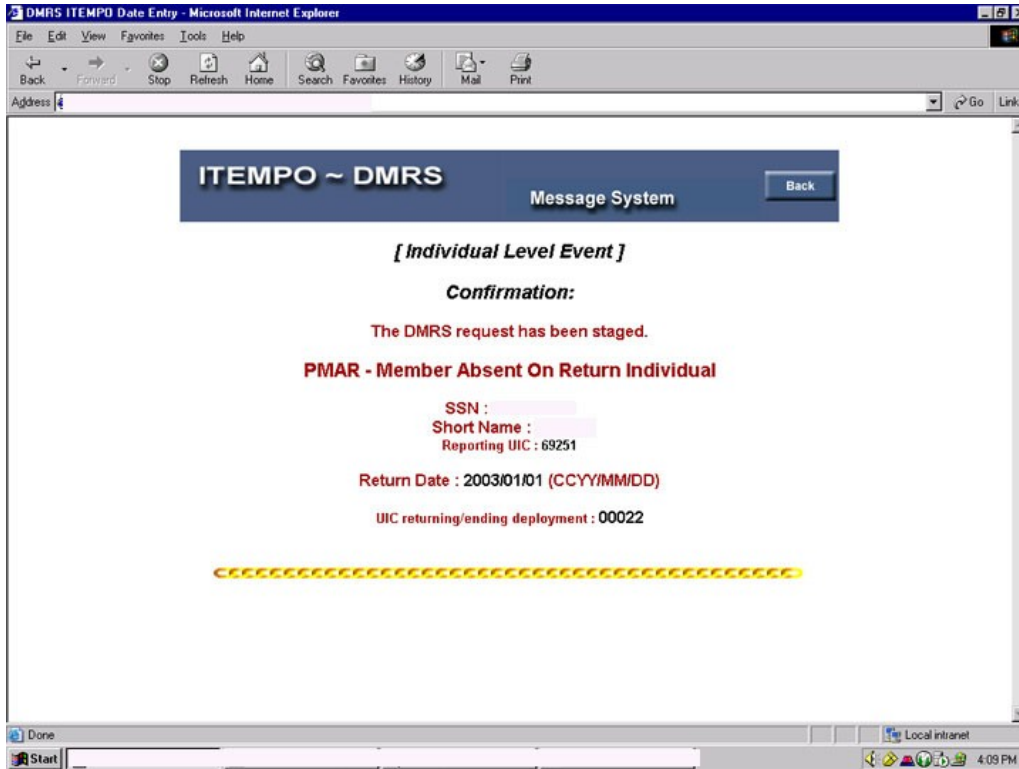 DMRS ITEMPO Date Entry - Microsoft Internet Explorer
File Edit View Favorites Tools Help
Back Forward Stop Refresh Home Search Favorites History Mail Print
Address Go Link
ITEMPO ~ DMRS
Message System
Back
[ Individual Level Event ]
Confirmation:
The DMRS request has been staged.
PMAR - Member Absent On Return Individual
SSN :
Short Name :
Reporting UIC : 69251
Return Date : 2003/01/01 (CCYY/MM/DD)
UIC returning/ending deployment : 00022
Done Local intranet
Start 4:09 PM